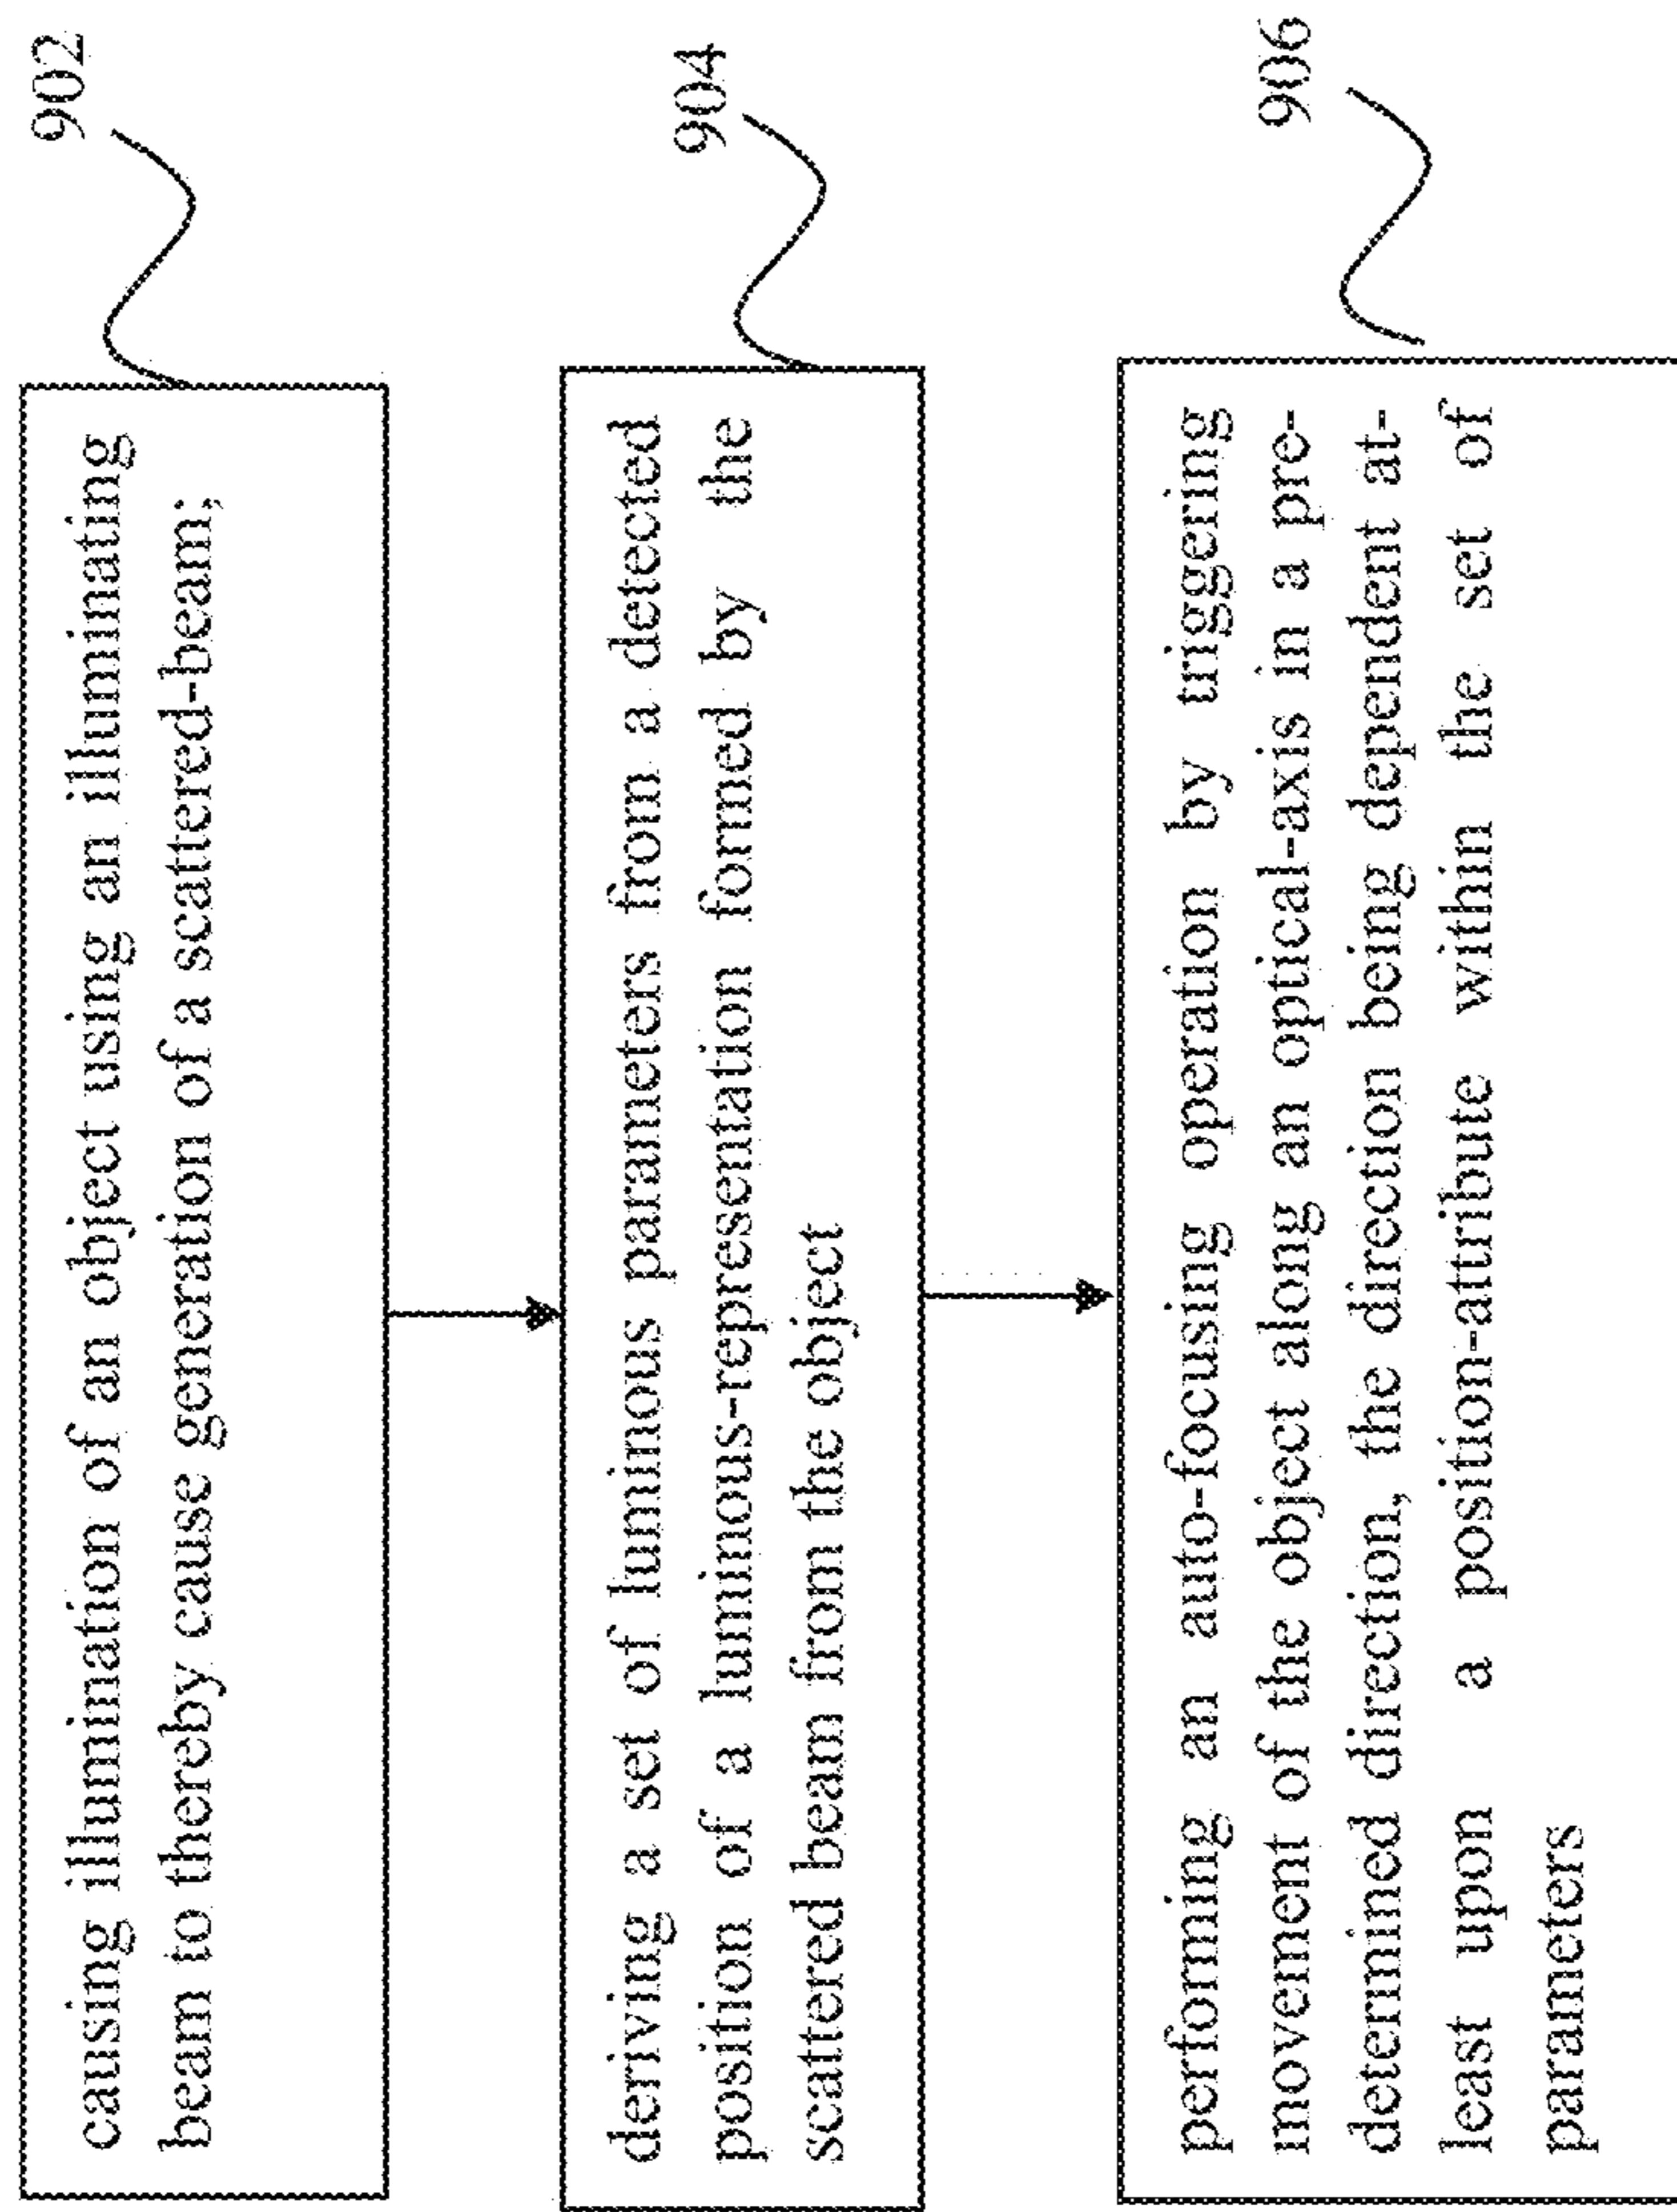 causing illumination of an object using an illuminating
beam to thereby cause generation of a scattered-beam;
902
deriving a set of luminous parameters from a detected
position of a luminous-representation formed by the
scattered beam from the object
904
performing an auto-focusing operation by triggering
movement of the object along an optical-axis in a pre-
determined direction, the direction being dependent at-
least upon a position-attribute within the set of
parameters
906